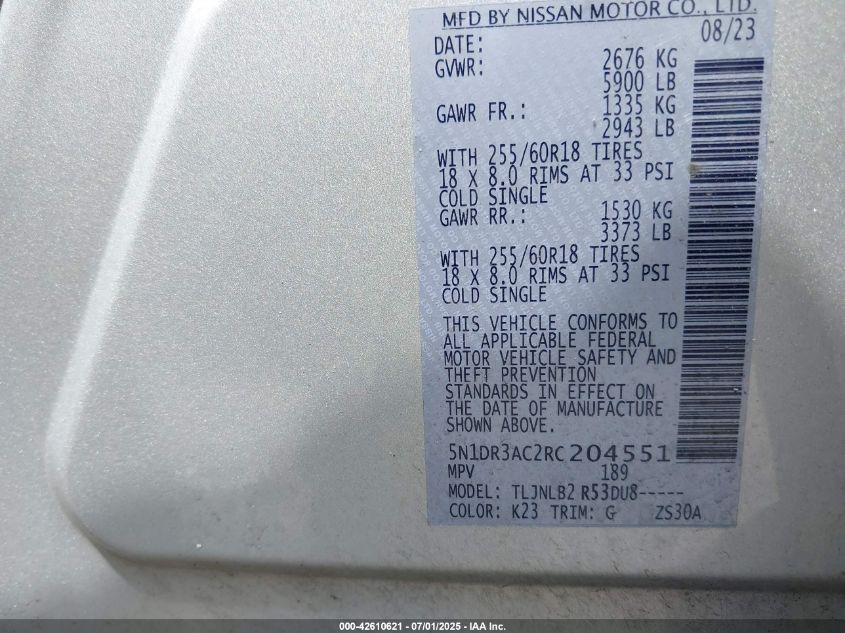 MFD BY NISSAN MOTOR CO., LTD.
DATE: 08/23
GVWR: 2676 KG
5900 LB
GAWR FR.: 1335 KG
2943 LB
WITH 255/60R18 TIRES
18 X 8.0 RIMS AT 33 PSI
COLD SINGLE
GAWR RR.: 1530 KG
3373 LB
WITH 255/60R18 TIRES
18 X 8.0 RIMS AT 33 PSI
COLD SINGLE
THIS VEHICLE CONFORMS TO
ALL APPLICABLE FEDERAL
MOTOR VEHICLE SAFETY AND
THEFT PREVENTION
STANDARDS IN EFFECT ON
THE DATE OF MANUFACTURE
SHOWN ABOVE.
5N1DR3AC2RC204551
MPV 189
MODEL: TLJNLB2 R53DU8-----
COLOR: K23 TRIM: G ZS30A
000-42610621 - 07/01/2025 - IAA Inc.